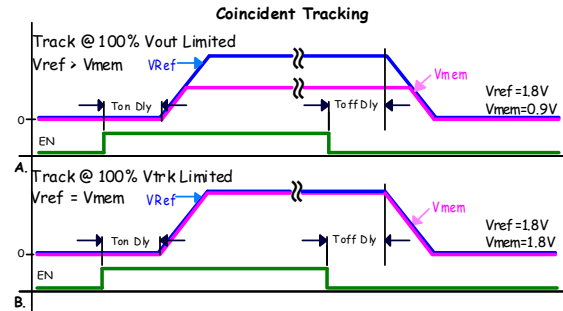 Coincident Tracking
Track @ 100% Vout Limited
Vref > Vmem
VRef
Vmem
Vref=1.8V
Vmem=0.9V
Ton Dly
Toff Dly
0
EN
A.
Track @ 100% Vtrk Limited
Vref = Vmem
VRef
Vmem
Vref=1.8V
Vmem=1.8V
Ton Dly
Toff Dly
0
EN
B.